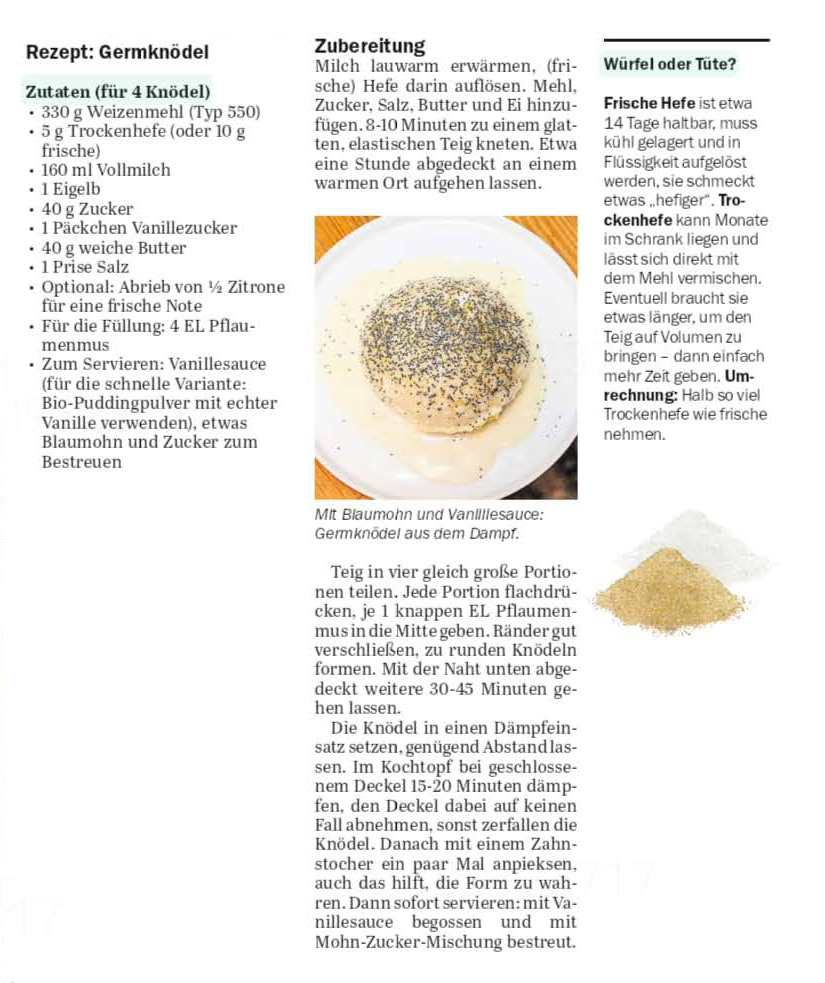 Rezept: Germknödel
Zutaten (für 4 Knödel)
• 330 g Weizenmehl (Typ 550)
• 5 g Trockenhefe (oder 10 g
frische)
• 160 ml Vollmilch
• 1 Eigelb
• 40 g Zucker
• 1 Päckchen Vanillezucker
• 40 g weiche Butter
• 1 Prise Salz
• Optional: Abrieb von ½ Zitrone
für eine frische Note
• Für die Füllung: 4 EL Pflau-
menmus
• Zum Servieren: Vanillesauce
(für die schnelle Variante:
Bio-Puddingpulver mit echter
Vanille verwenden), etwas
Blaumohn und Zucker zum
Bestreuen
Zubereitung
Milch lauwarm erwärmen, (fri-
sche) Hefe darin auflösen. Mehl,
Zucker, Salz, Butter und Ei hinzu-
fügen. 8-10 Minuten zu einem glat-
ten, elastischen Teig kneten. Etwa
eine Stunde abgedeckt an einem
warmen Ort aufgehen lassen.
Mit Blaumohn und Vanilllesauce:
Germknödel aus dem Dampf.
Teig in vier gleich große Portio-
nen teilen. Jede Portion flachdrü-
cken, je 1 knappen EL Pflaumen-
mus in die Mitte geben. Ränder gut
verschließen, zu runden Knödeln
formen. Mit der Naht unten abge-
deckt weitere 30-45 Minuten ge-
hen lassen.
Die Knödel in einen Dämpfein-
satz setzen, genügend Abstand las-
sen. Im Kochtopf bei geschlosse-
nem Deckel 15-20 Minuten dämp-
fen, den Deckel dabei auf keinen
Fall abnehmen, sonst zerfallen die
Knödel. Danach mit einem Zahn-
stocher ein paar Mal anpieksen,
auch das hilft, die Form zu wah-
ren. Dann sofort servieren: mit Va-
nillesauce begossen und mit
Mohn-Zucker-Mischung bestreut.
Würfel oder Tüte?
Frische Hefe ist etwa
14 Tage haltbar, muss
kühl gelagert und in
Flüssigkeit aufgelöst
werden, sie schmeckt
etwas „hefiger“. Tro-
ckenhefe kann Monate
im Schrank liegen und
lässt sich direkt mit
dem Mehl vermischen.
Eventuell braucht sie
etwas länger, um den
Teig auf Volumen zu
bringen – dann einfach
mehr Zeit geben. Um-
rechnung: Halb so viel
Trockenhefe wie frische
nehmen.